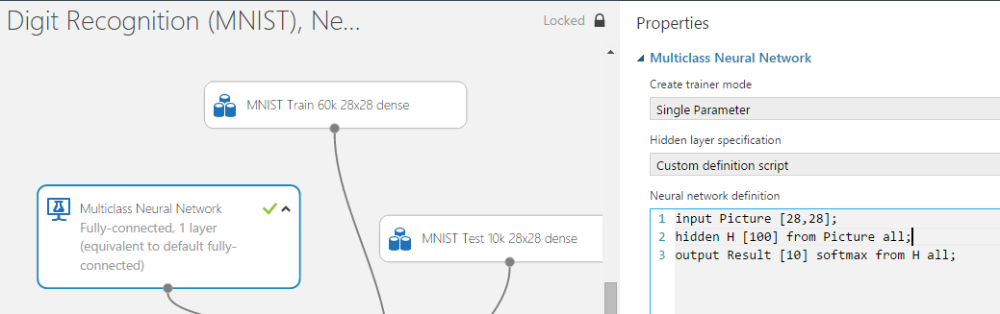 Digit Recognition (MNIST), Ne...
Locked
MNIST Train 60k 28x28 dense
Multiclass Neural Network
Fully-connected, 1 layer
(equivalent to default fully-
connected)
MNIST Test 10k 28x28 dense
Properties
Multiclass Neural Network
Create trainer mode
Single Parameter
Hidden layer specification
Custom definition script
Neural network definition
1 input Picture [28,28];
2 hidden H [100] from Picture all;
3 output Result [10] softmax from H all;